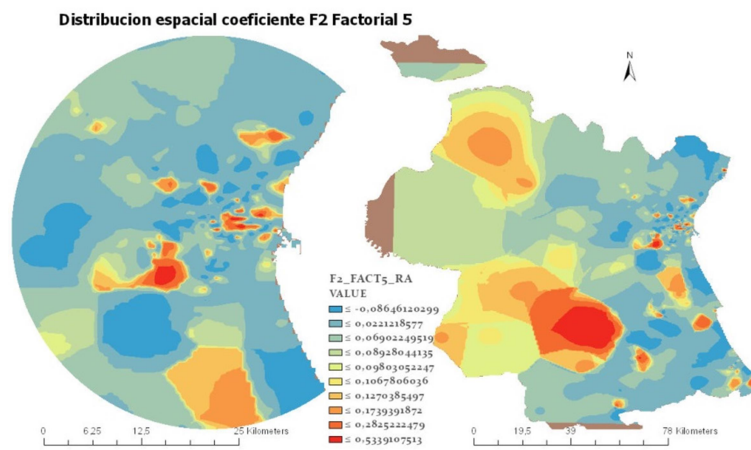 Distribucion espacial coeficiente F2 Factorial 5
N
F2_FACT5_RA
VALUE
≤ -0,08646120299
≤ 0,0221218577
≤ 0,06902249519
≤ 0,08928044135
≤ 0,09803052247
≤ 0,1067806036
≤ 0,1270385497
≤ 0,1739391872
≤ 0,2825222479
≤ 0,5339107513
0 6,25 12,5 25 Kilometers
0 19,5 39 78 Kilometers